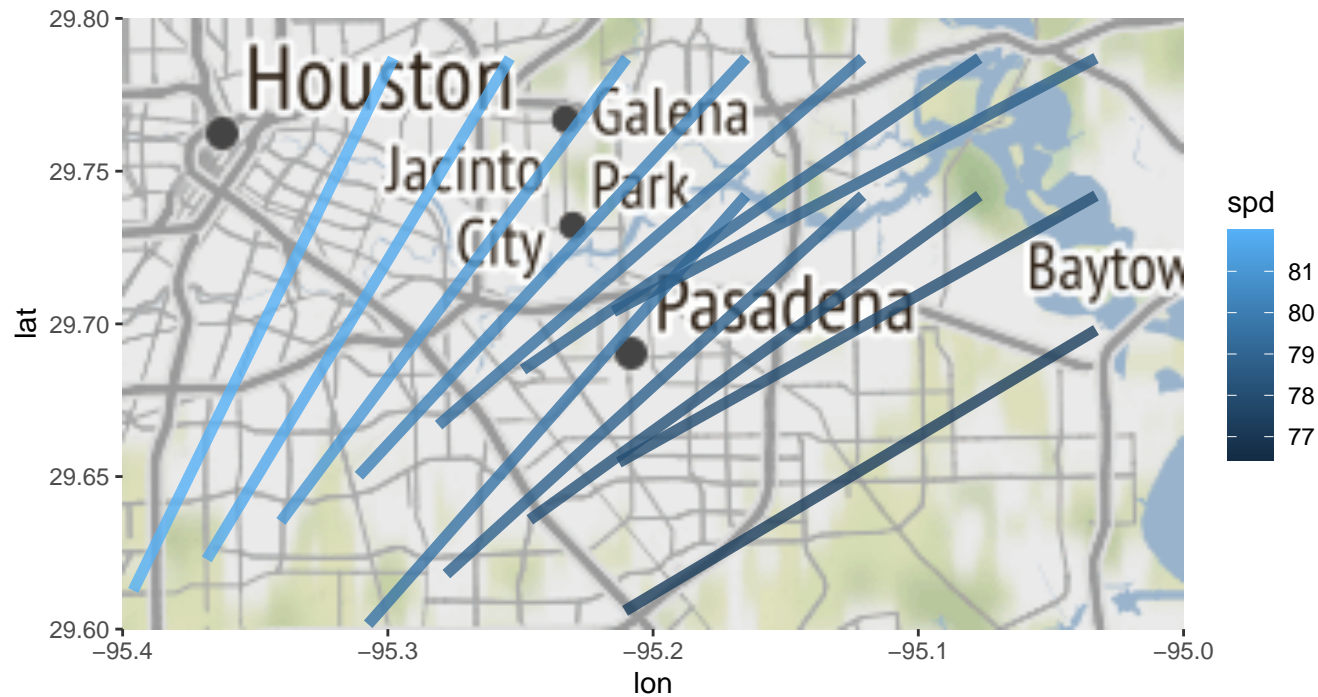 29.80
29.75
29.70
29.65
29.60
lat
Houston
Galena
Park
Jacinto
City
Pasadena
Baytow
−95.4
−95.3
−95.2
−95.1
−95.0
lon
spd
81
80
79
78
77